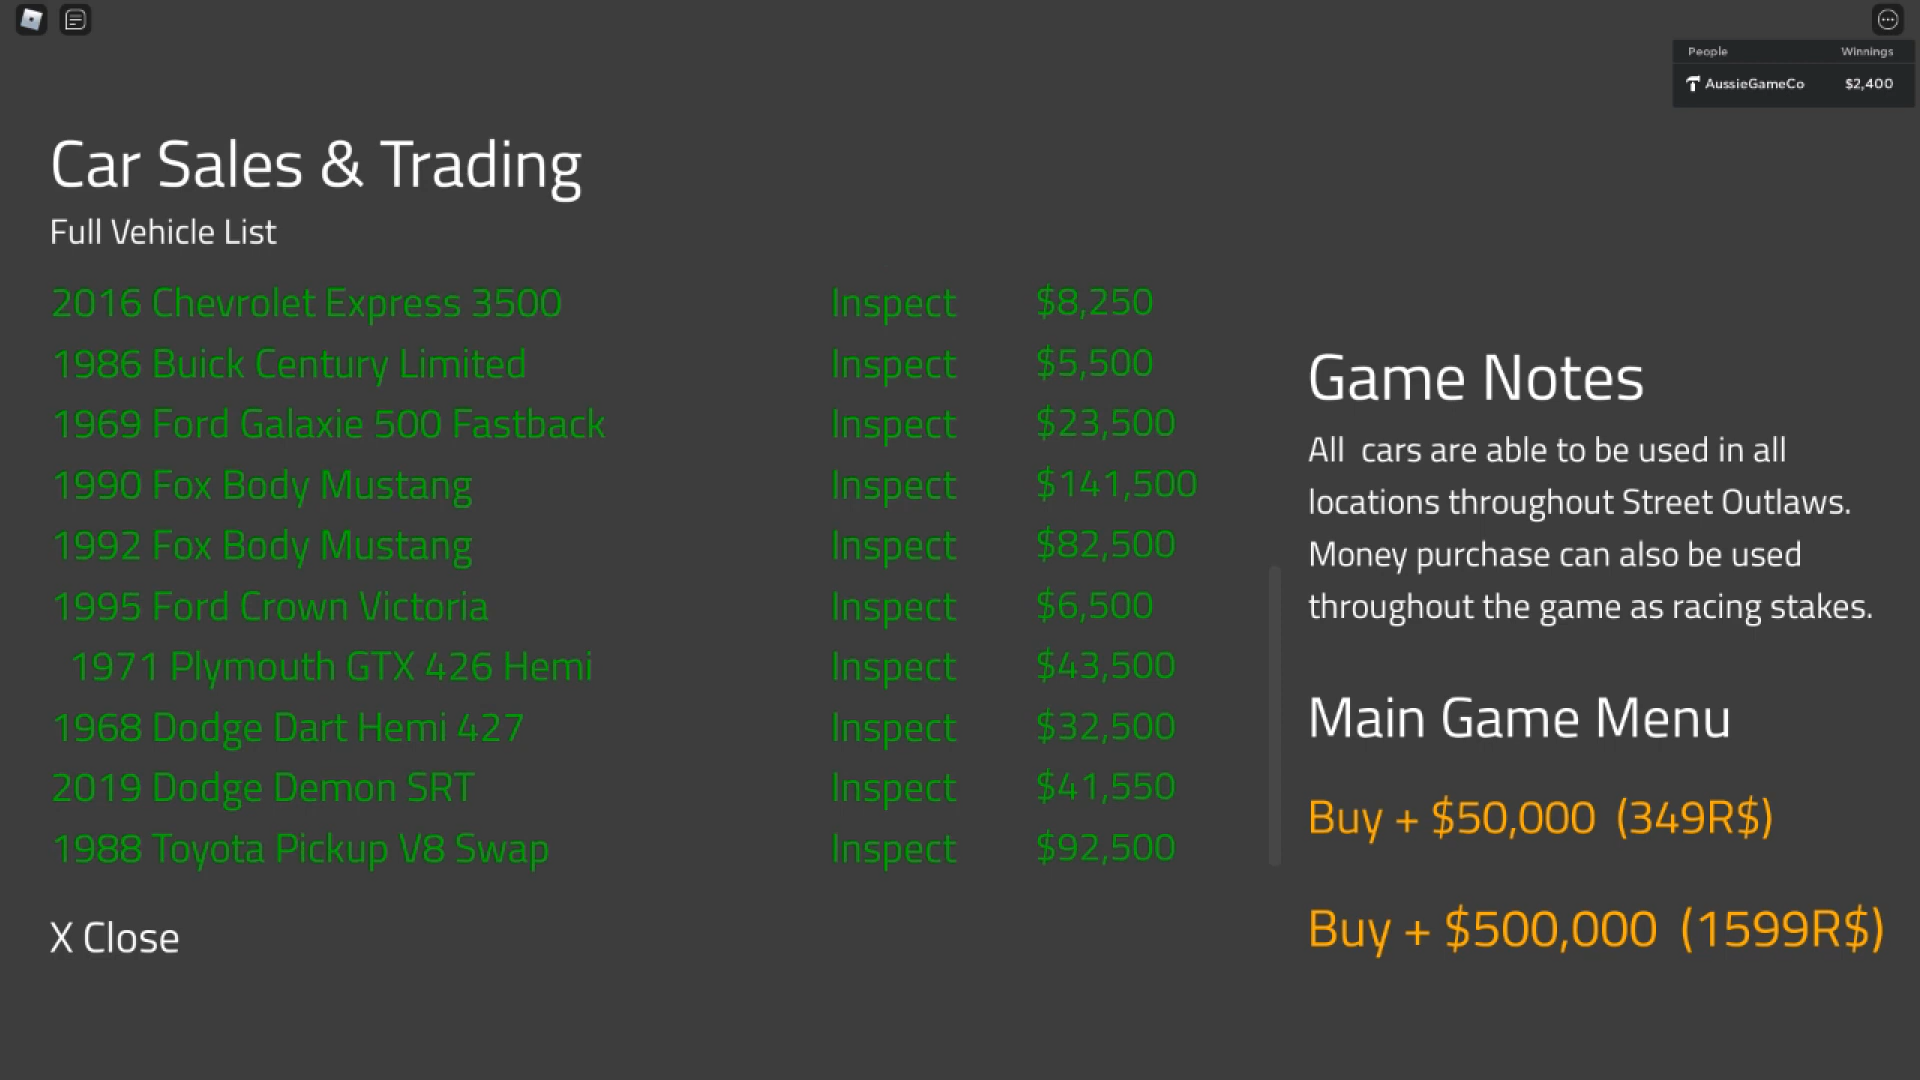 People Winnings
AussieGameCo $2,400
Car Sales & Trading
Full Vehicle List
2016 Chevrolet Express 3500 Inspect $8,250
1986 Buick Century Limited Inspect $5,500
1969 Ford Galaxie 500 Fastback Inspect $23,500
1990 Fox Body Mustang Inspect $141,500
1992 Fox Body Mustang Inspect $82,500
1995 Ford Crown Victoria Inspect $6,500
1971 Plymouth GTX 426 Hemi Inspect $43,500
1968 Dodge Dart Hemi 427 Inspect $32,500
2019 Dodge Demon SRT Inspect $41,550
1988 Toyota Pickup V8 Swap Inspect $92,500
X Close
Game Notes
All cars are able to be used in all
locations throughout Street Outlaws.
Money purchase can also be used
throughout the game as racing stakes.
Main Game Menu
Buy + $50,000 (349R$)
Buy + $500,000 (1599R$)